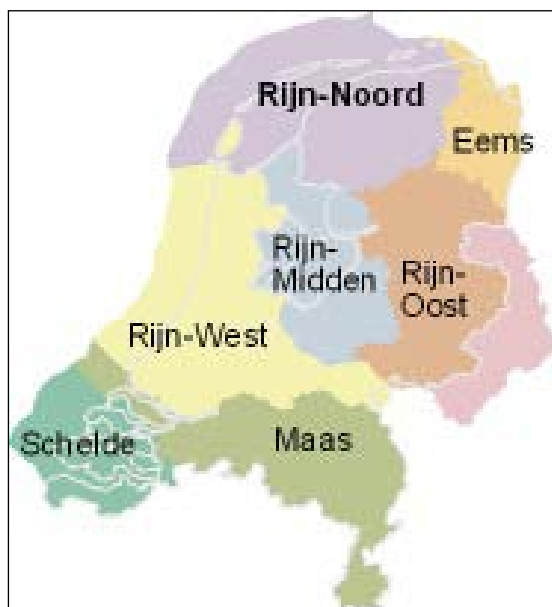 Rijn-Noord
Eems
Rijn-
Midden
Rijn-
Oost
Rijn-West
Schelde
Maas